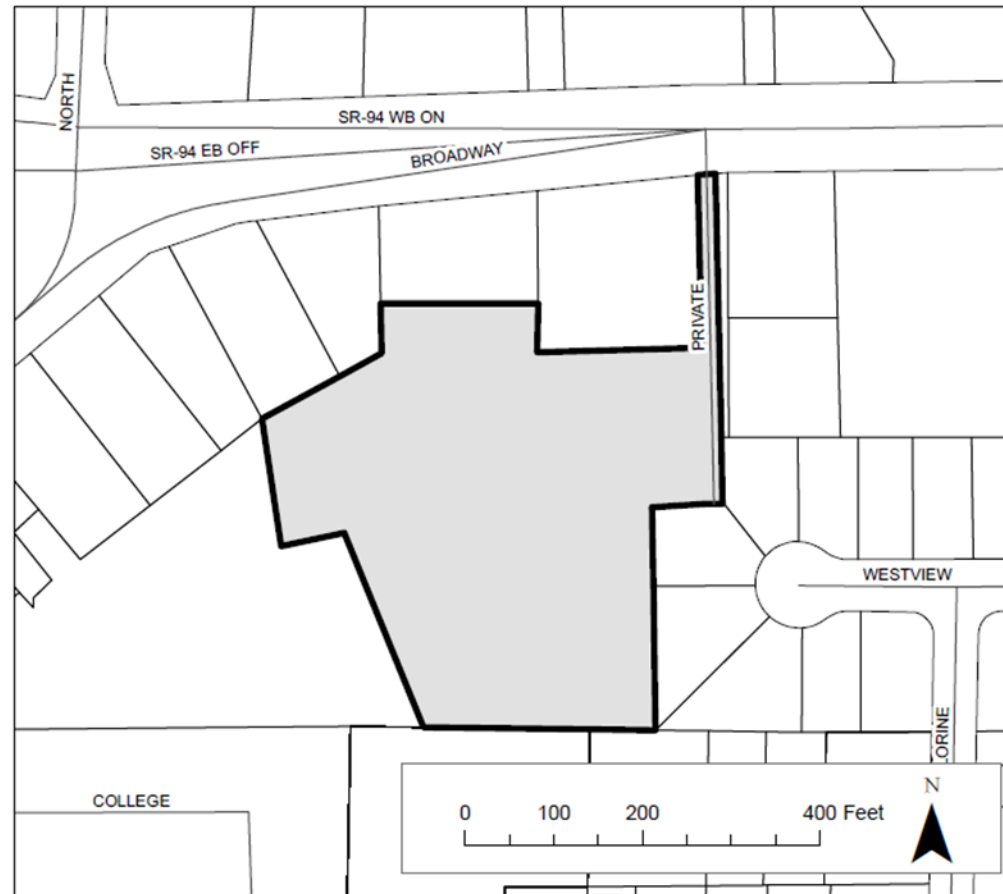 NORTH
SR-94 WB ON
SR-94 EB OFF
BROADWAY
PRIVATE
WESTVIEW
LORINE
COLLEGE
N
0 100 200 400 Feet